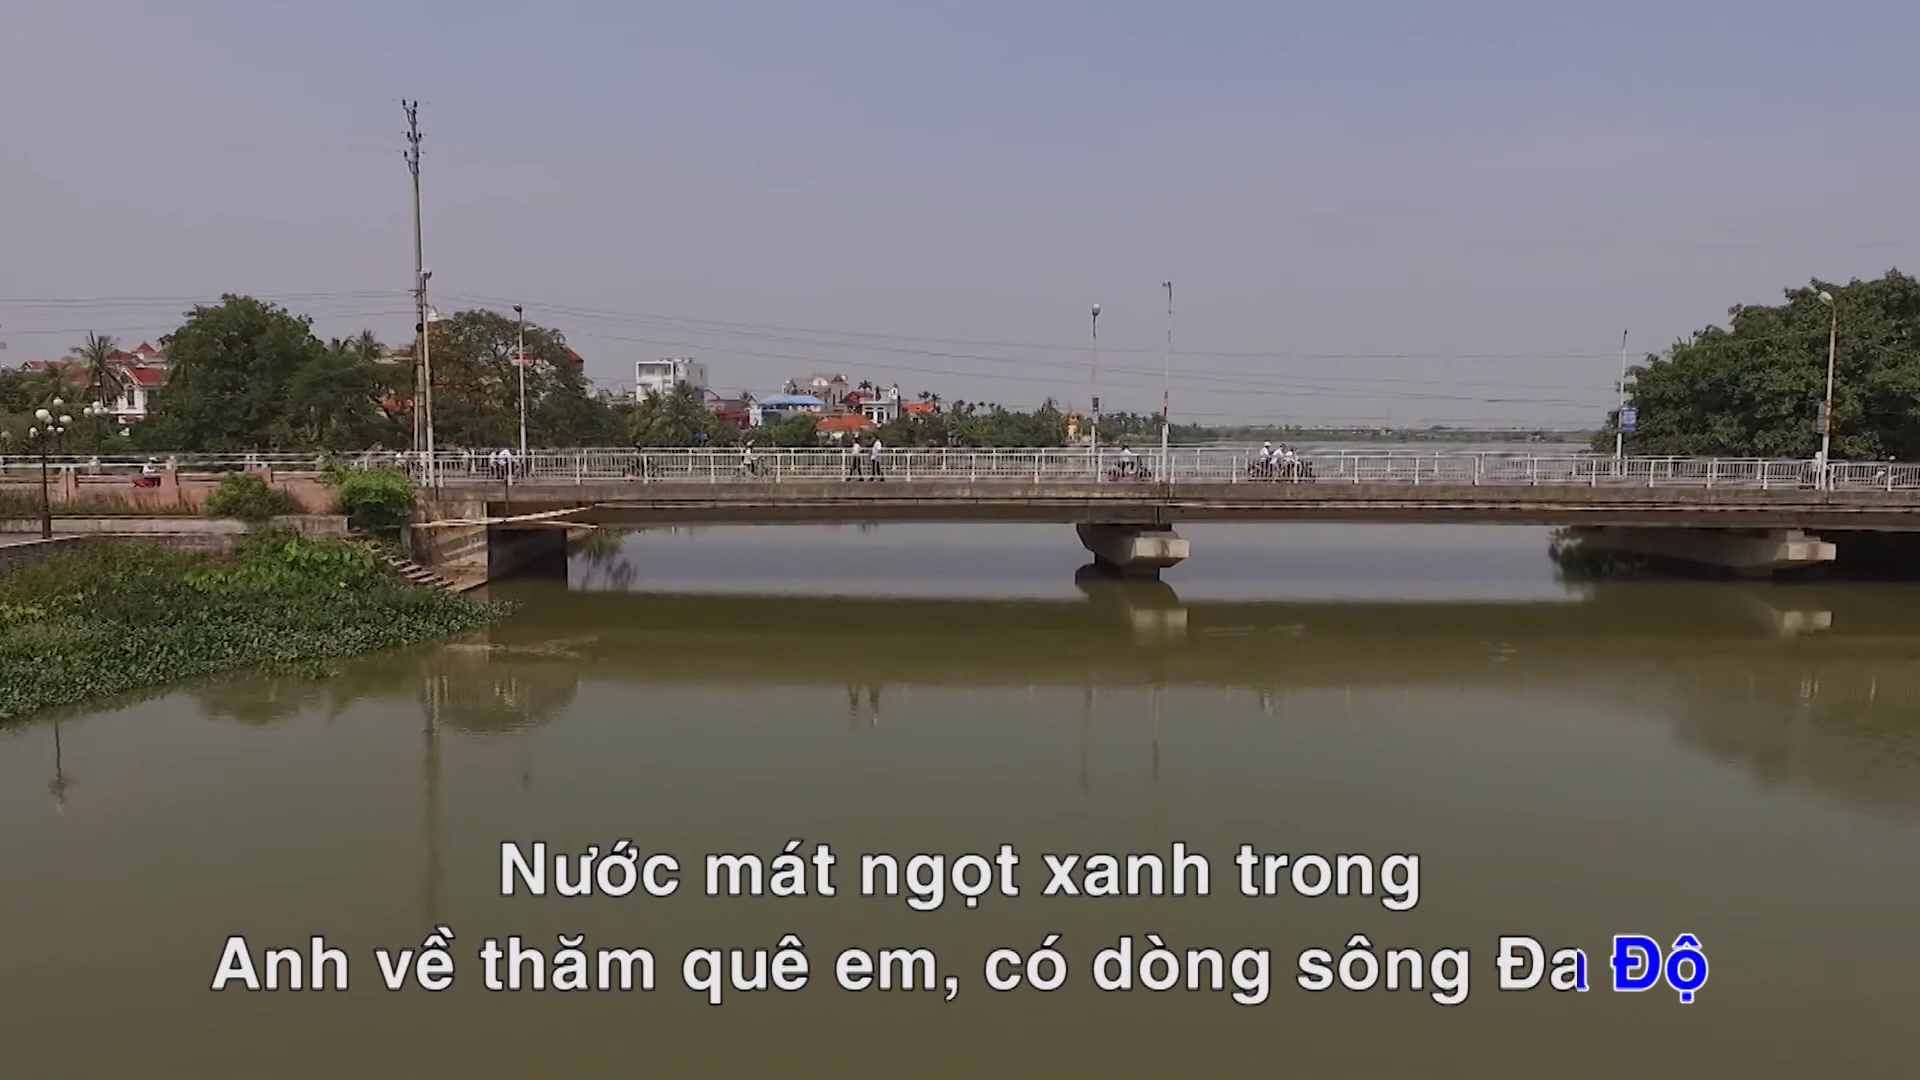 Nước mát ngọt xanh trong
Anh về thăm quê em, có dòng sông Đa Độ